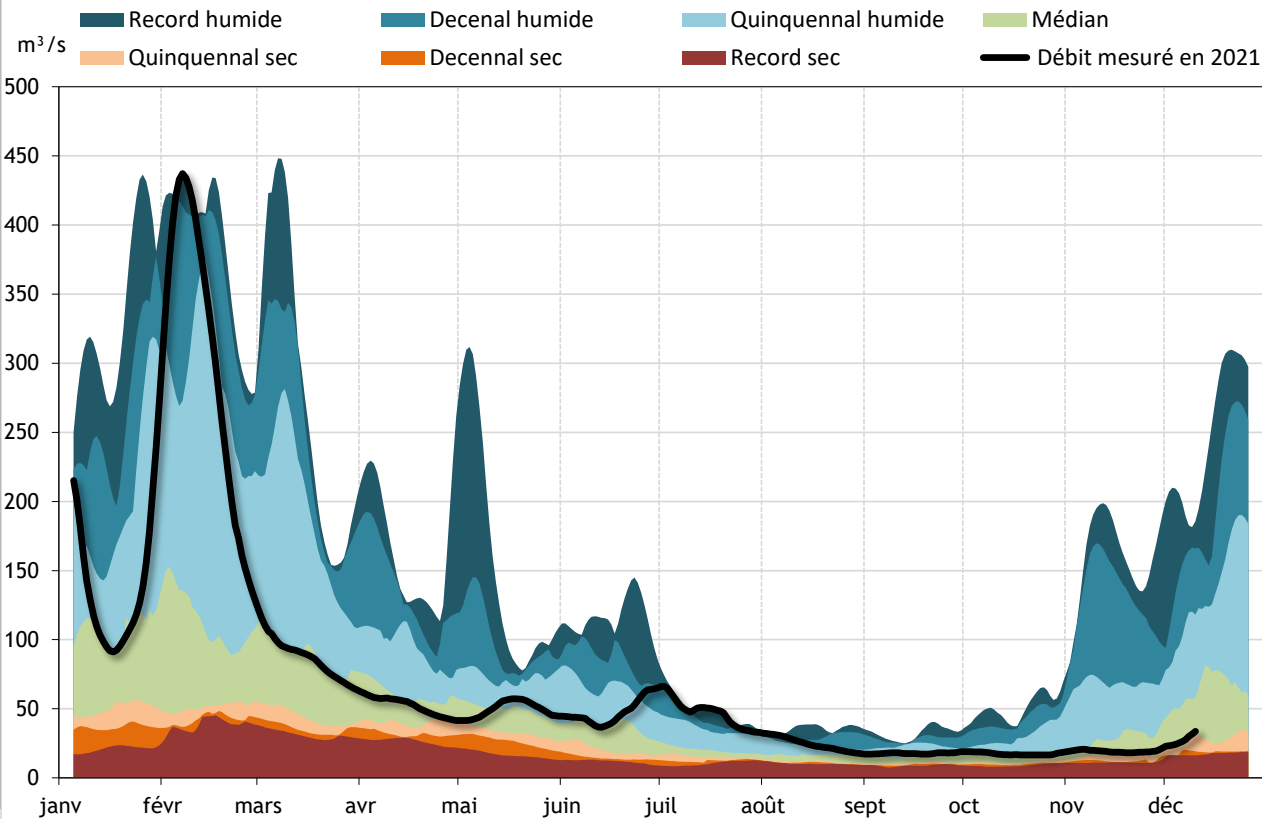 Record humide Decenal humide Quinquennal humide Médian
m³/s
Quinquennal sec Decennal sec Record sec Débit mesuré en 2021
500
450
400
350
300
250
200
150
100
50
0
janv févr mars avr mai juin juil août sept oct nov déc